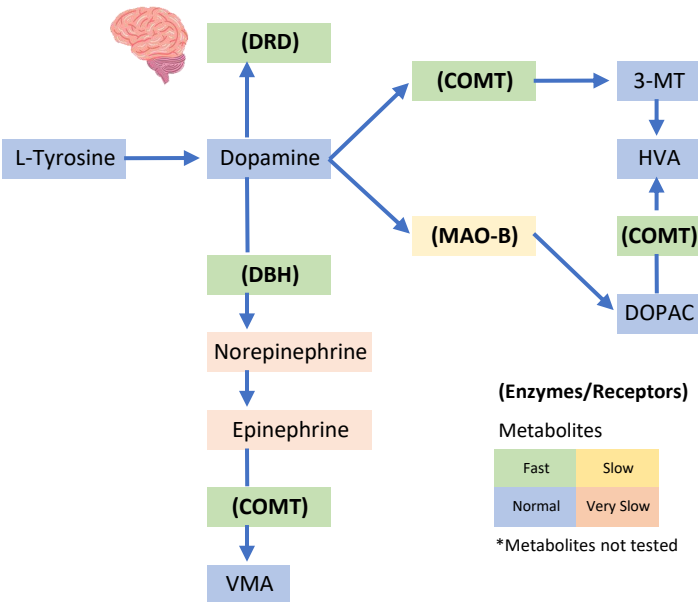 (DRD)
(COMT)
3-MT
L-Tyrosine
Dopamine
HVA
(MAO-B)
(COMT)
(DBH)
DOPAC
Norepinephrine
Epinephrine
(COMT)
VMA
(Enzymes/Receptors)
Metabolites
Fast
Slow
Normal
Very Slow
*Metabolites not tested